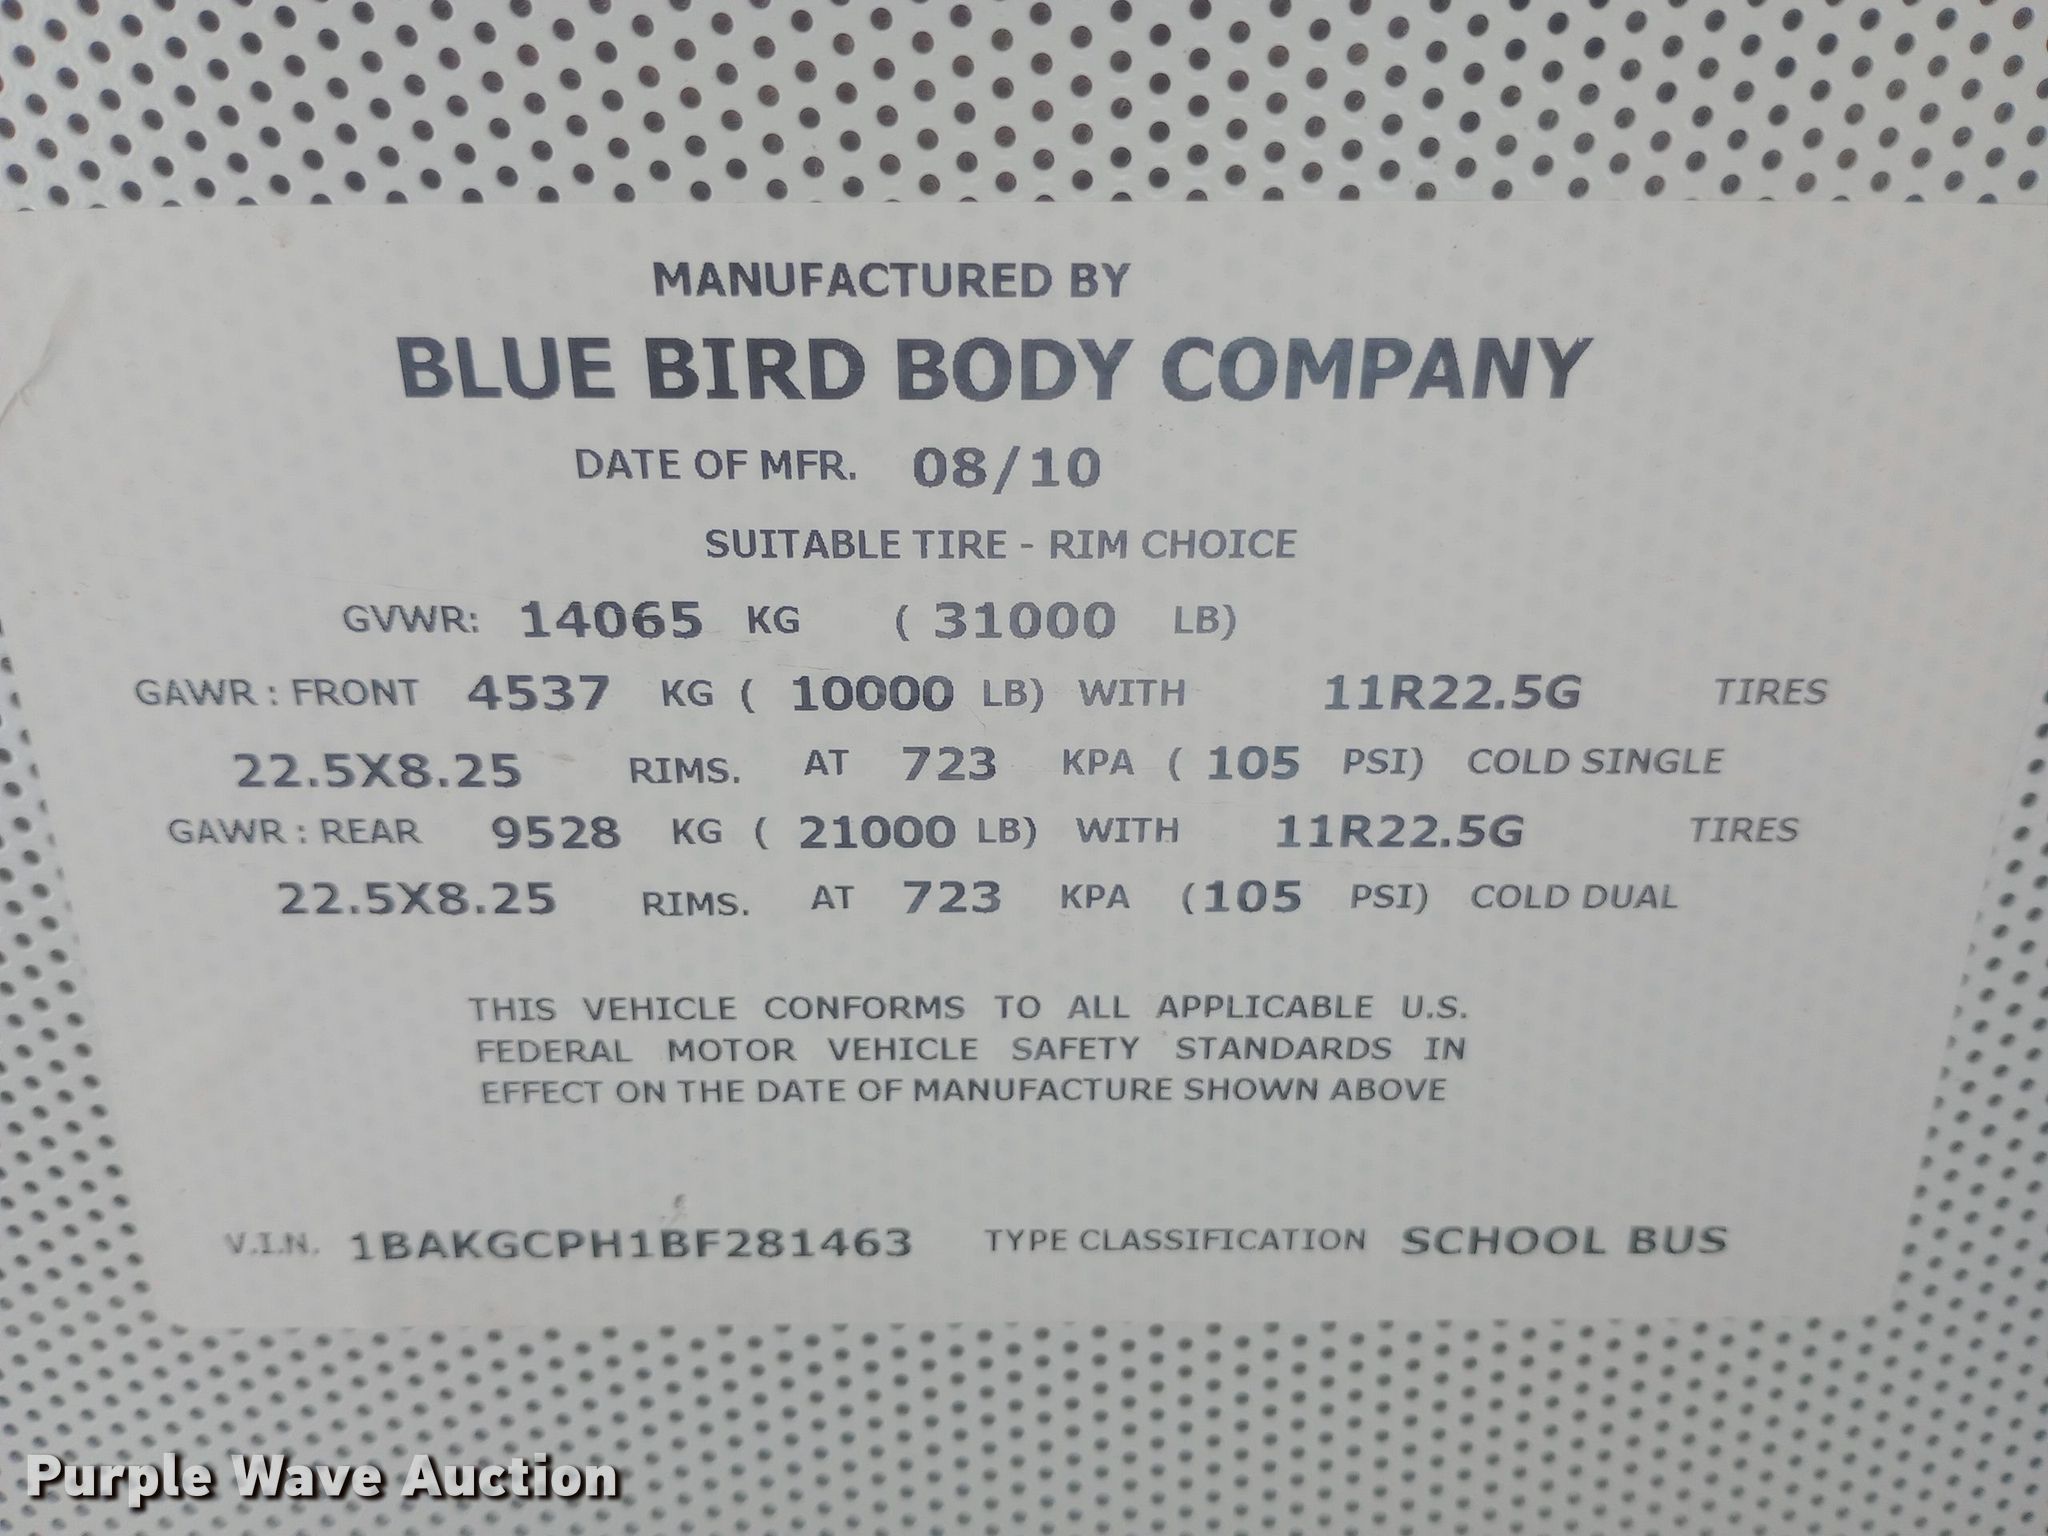 MANUFACTURED BY
BLUE BIRD BODY COMPANY
DATE OF MFR. 08/10
SUITABLE TIRE - RIM CHOICE
GVWR: 14065 KG ( 31000 LB)
GAWR : FRONT 4537 KG ( 10000 LB) WITH 11R22.5G TIRES
22.5X8.25 RIMS. AT 723 KPA ( 105 PSI) COLD SINGLE
GAWR : REAR 9528 KG ( 21000 LB) WITH 11R22.5G TIRES
22.5X8.25 RIMS. AT 723 KPA (105 PSI) COLD DUAL
THIS VEHICLE CONFORMS TO ALL APPLICABLE U.S.
FEDERAL MOTOR VEHICLE SAFETY STANDARDS IN
EFFECT ON THE DATE OF MANUFACTURE SHOWN ABOVE
V.I.N. 1BAKGCPH1BF281463 TYPE CLASSIFICATION SCHOOL BUS
Purple Wave Auction